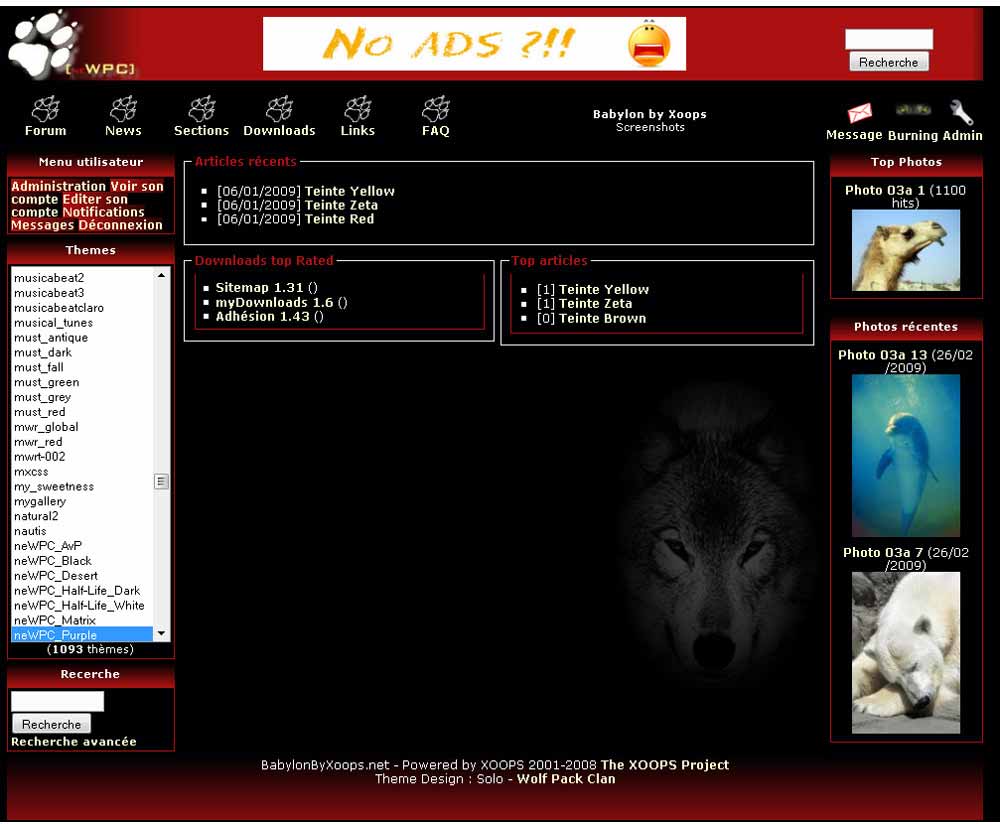 [neWPC]
No ADS ?!!
Recherche
Forum
News
Sections
Downloads
Links
FAQ
Babylon by Xoops
Screenshots
Message
Burning
Admin
Menu utilisateur
Administration Voir son
compte Editer son
compte Notifications
Messages Déconnexion
Themes
musicabeat2
musicabeat3
musicabeatclaro
musical_tunes
must_antique
must_dark
must_fall
must_green
must_grey
must_red
mwr_global
mwr_red
mwrt-002
mxcss
my_sweetness
mygallery
natural2
nautis
neWPC_AvP
neWPC_Black
neWPC_Desert
neWPC_Half-Life_Dark
neWPC_Half-Life_White
neWPC_Matrix
neWPC_Purple
(1093 thèmes)
Recerche
Recherche
Recherche avancée
Articles récents
[06/01/2009] Teinte Yellow
[06/01/2009] Teinte Zeta
[06/01/2009] Teinte Red
Downloads top Rated
Sitemap 1.31 ()
myDownloads 1.6 ()
Adhésion 1.43 ()
Top articles
[1] Teinte Yellow
[1] Teinte Zeta
[0] Teinte Brown
Top Photos
Photo 03a 1 (1100
hits)
Photos récentes
Photo 03a 13 (26/02
/2009)
Photo 03a 7 (26/02
/2009)
BabylonByXoops.net - Powered by XOOPS 2001-2008 The XOOPS Project
Theme Design : Solo - Wolf Pack Clan